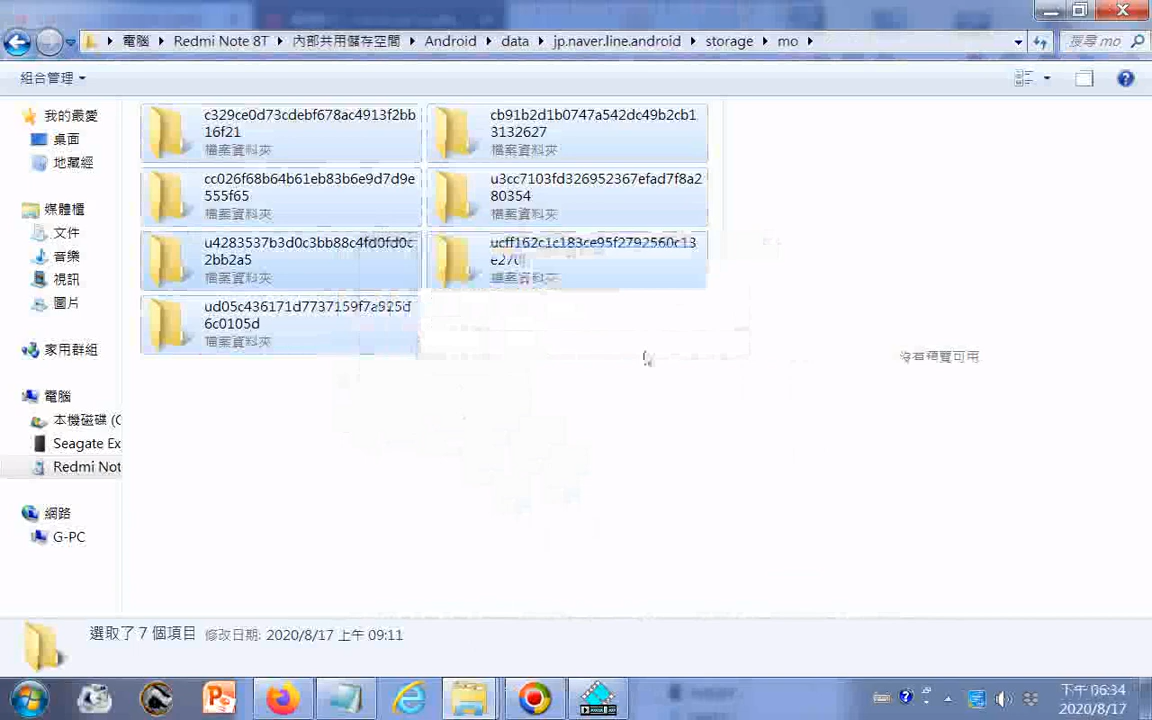 電腦 Redmi Note 8T 內部共用儲存空間 Android data jp.naver.line.android storage mo
搜尋 mo
組合管理
我的最愛
桌面
地藏經
媒體櫃
文件
音樂
視訊
圖片
家用群組
電腦
本機磁碟 (C
Seagate Ex
Redmi Not
網路
G-PC
c329ce0d73cdebf678ac4913f2bb
16f21
檔案資料夾
cb91b2d1b0747a542dc49b2cb1
3132627
檔案資料夾
cc026f68b64b61eb83b6e9d7d9e
555f65
檔案資料夾
u3cc7103fd326952367efad7f8a2
80354
檔案資料夾
u4283537b3d0c3bb88c4fd0fd0c
2bb2a5
檔案資料夾
ucff162c1c183ce95f2792560c13
檔案資料夾
ud05c436171d7737159f7a925d
6c0105d
檔案資料夾
沒有預覽可用
選取了 7 個項目 修改日期: 2020/8/17 上午 09:11
下午 06:34
2020/8/17